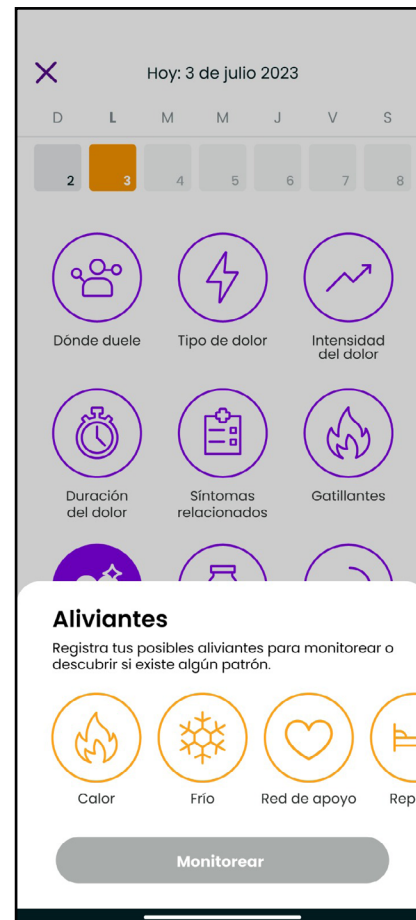 Hoy: 3 de julio 2023
D L M M J V S
2 3 4 5 6 7 8
Dónde duele Tipo de dolor Intensidad
del dolor
Duración Síntomas Gatillantes
del dolor relacionados
Aliviantes
Registra tus posibles aliviantes para monitorear o
descubrir si existe algún patrón.
Calor Frío Red de apoyo Rep
Monitorear